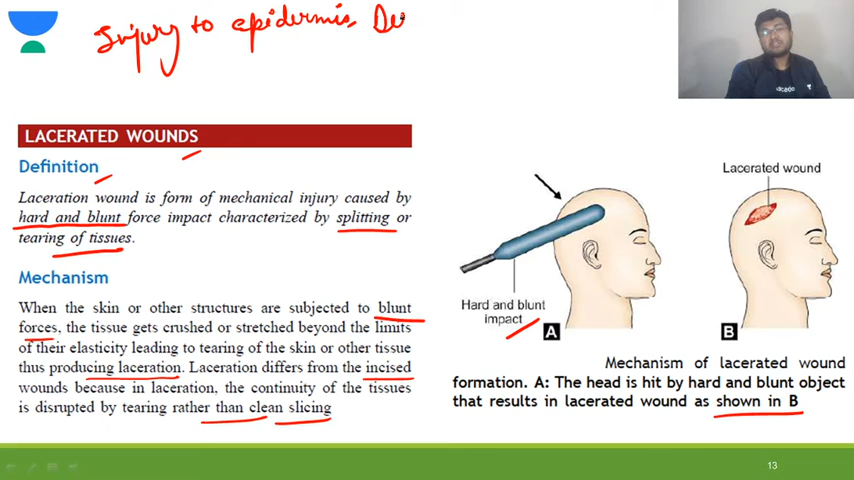 Injury to epidermis, De
LACERATED WOUNDS
Definition
Laceration wound is form of mechanical injury caused by
hard and blunt force impact characterized by splitting or
tearing of tissues.
Mechanism
When the skin or other structures are subjected to blunt
forces, the tissue gets crushed or stretched beyond the limits
of their elasticity leading to tearing of the skin or other tissue
thus producing laceration. Laceration differs from the incised
wounds because in laceration, the continuity of the tissues
is disrupted by tearing rather than clean slicing
Lacerated wound
Hard and blunt
impact
A
B
Mechanism of lacerated wound
formation. A: The head is hit by hard and blunt object
that results in lacerated wound as shown in B
13